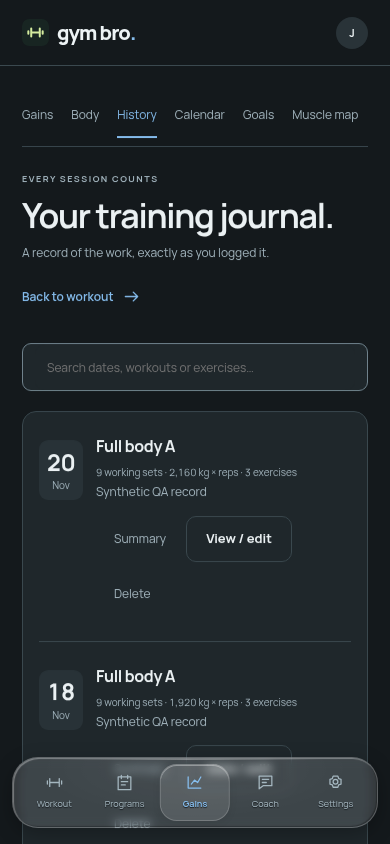 gym bro.
J
Gains Body History Calendar Goals Muscle map
EVERY SESSION COUNTS
Your training journal.
A record of the work, exactly as you logged it.
Back to workout →
Search dates, workouts or exercises…
20
Nov
Full body A
9 working sets · 2,160 kg × reps · 3 exercises
Synthetic QA record
Summary View / edit
Delete
18
Nov
Full body A
9 working sets · 1,920 kg × reps · 3 exercises
Synthetic QA record
Delete
Workout Programs Gains Coach Settings